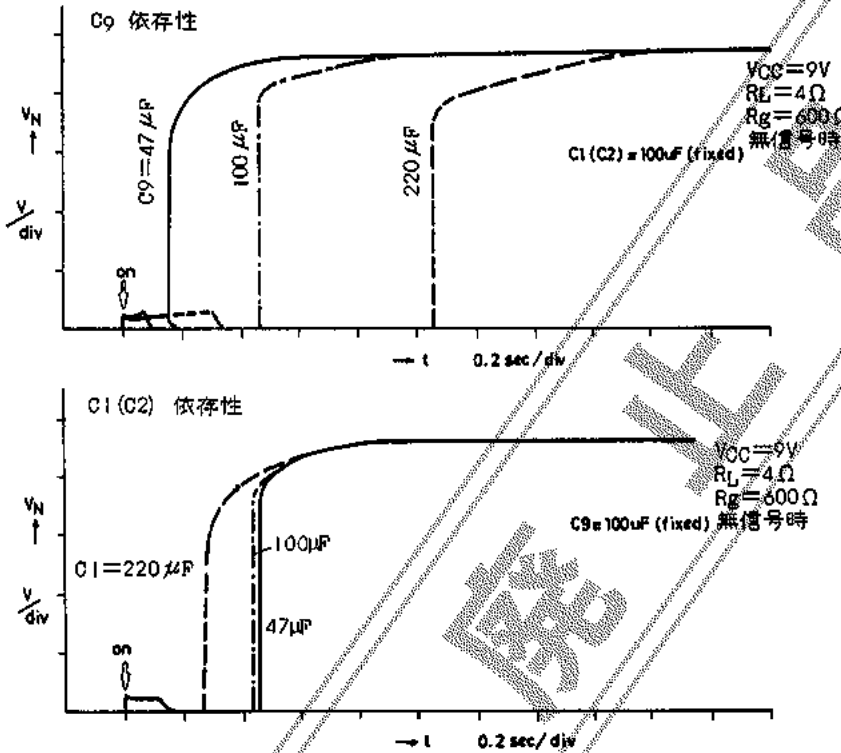 C9 依存性
VN
V/div
C9=47μF
100μF
220μF
VCC=9V
RL=4Ω
Rg=600Ω
無信号時
C1(C2)=100uF (fixed)
on
t 0.2 sec/div
C1(C2) 依存性
VN
V/div
C1=220μF
100μF
47μF
VCC=9V
RL=4Ω
Rg=600Ω
C9=100uF (fixed) 無信号時
on
t 0.2 sec/div